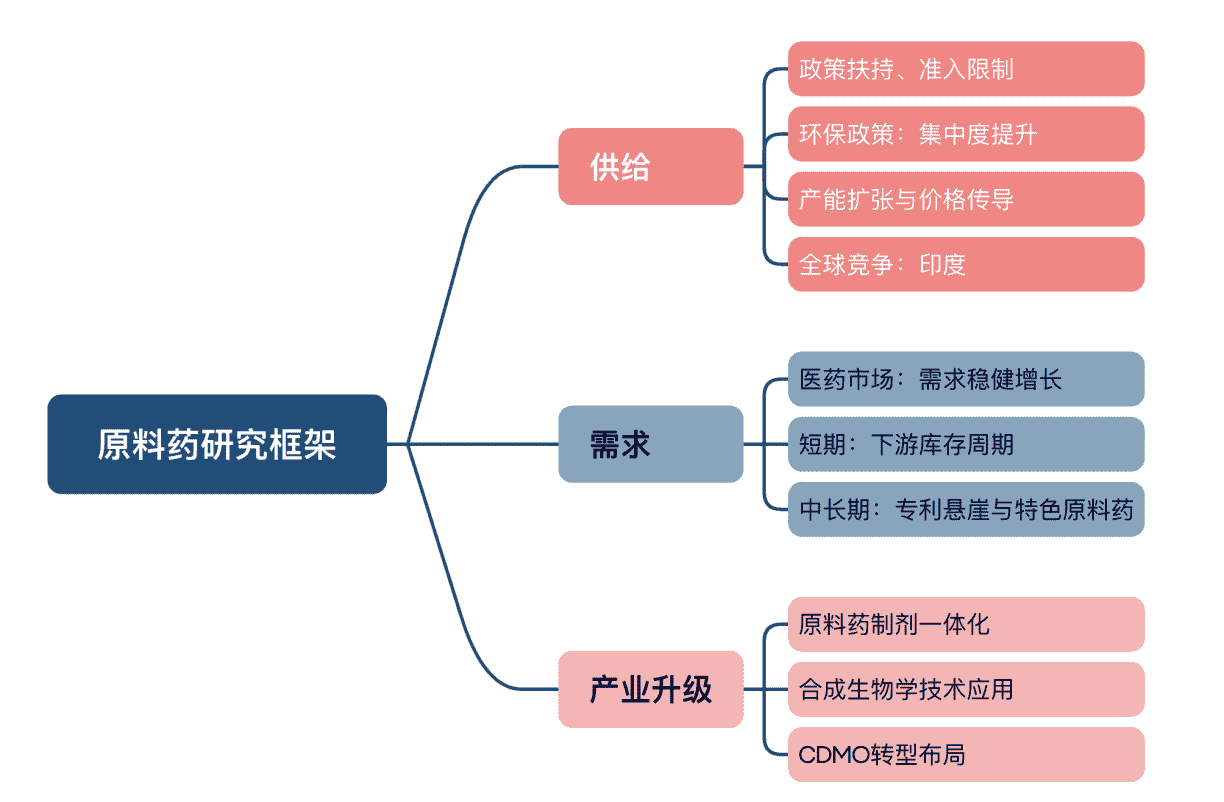 原料药研究框架
供给
政策扶持、准入限制
环保政策：集中度提升
产能扩张与价格传导
全球竞争：印度
需求
医药市场：需求稳健增长
短期：下游库存周期
中长期：专利悬崖与特色原料药
产业升级
原料药制剂一体化
合成生物学技术应用
CDMO转型布局